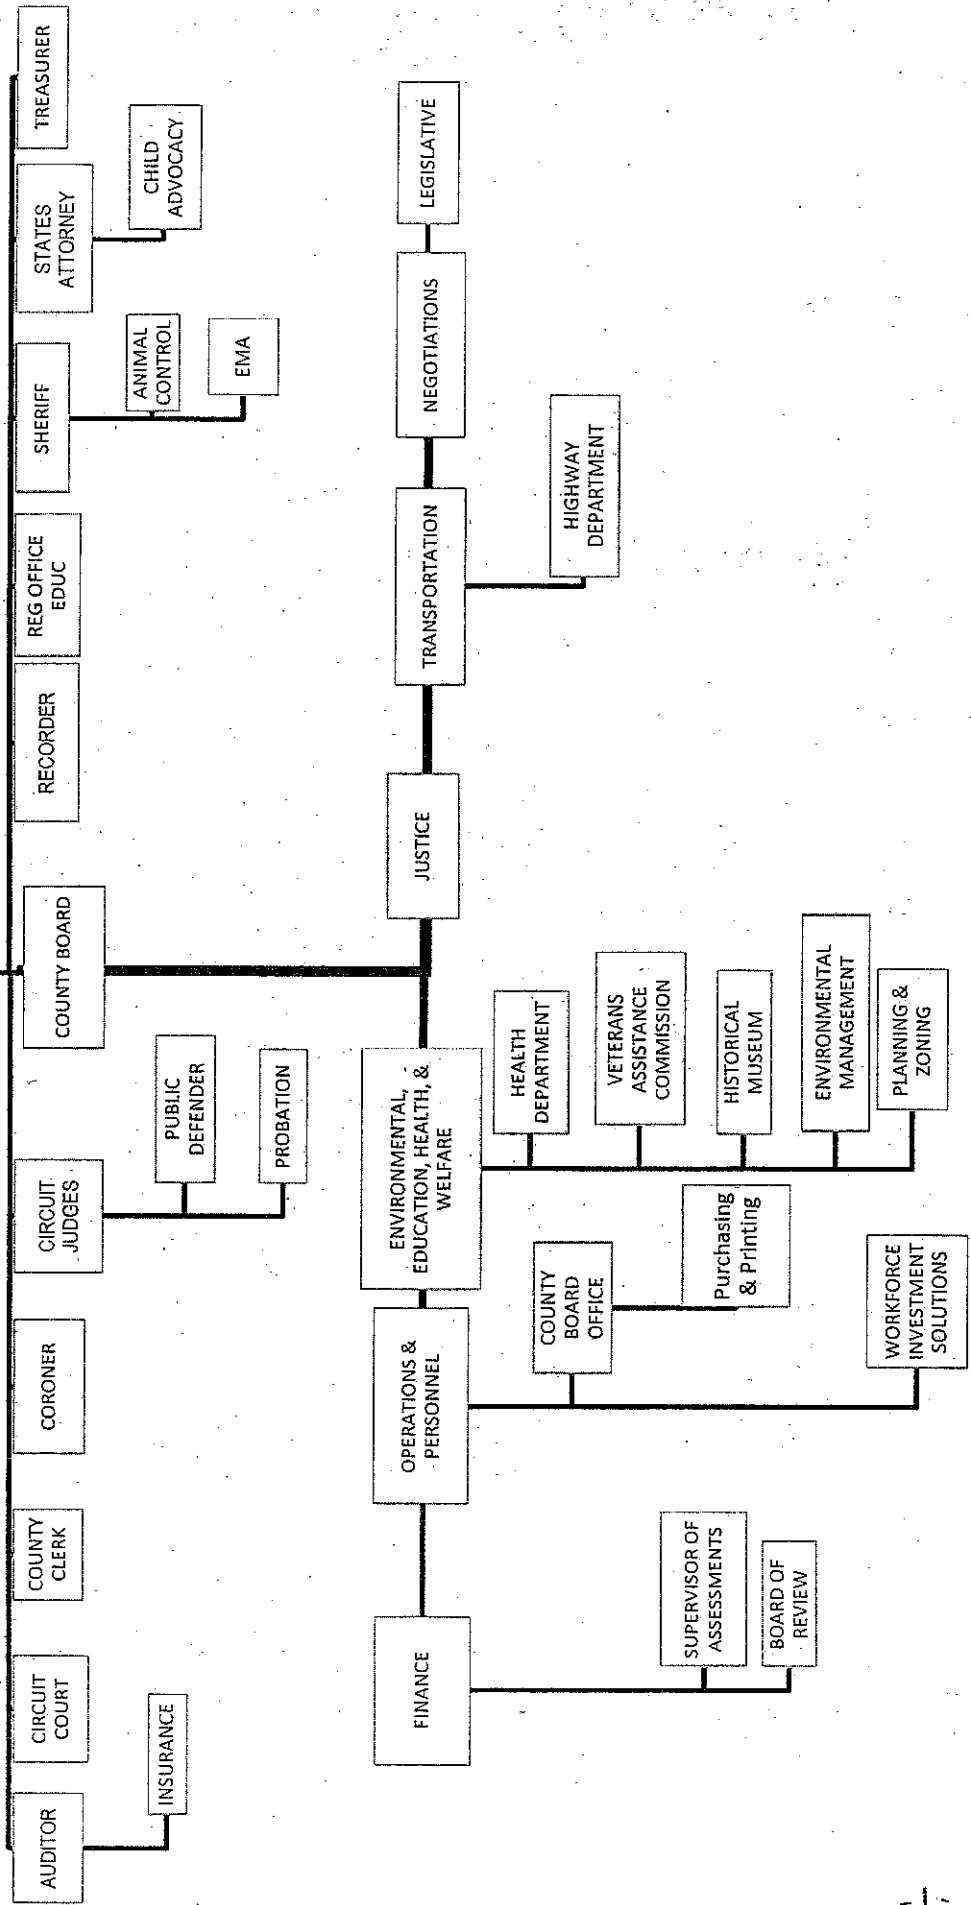 AUDITOR
CIRCUIT
COURT
COUNTY
CLERK
CORONER
CIRCUIT
JUDGES
COUNTY BOARD
RECORDER
REG OFFICE
EDUC
SHERIFF
STATES
ATTORNEY
TREASURER
INSURANCE
PUBLIC
DEFENDER
PROBATION
ANIMAL
CONTROL
EMA
CHILD
ADVOCACY
FINANCE
OPERATIONS &
PERSONNEL
ENVIRONMENTAL,
EDUCATION, HEALTH, &
WELFARE
JUSTICE
TRANSPORTATION
NEGOTIATIONS
LEGISLATIVE
SUPERVISOR OF
ASSESSMENTS
BOARD OF
REVIEW
COUNTY
BOARD
OFFICE
Purchasing
& Printing
WORKFORCE
INVESTMENT
SOLUTIONS
HEALTH
DEPARTMENT
VETERANS
ASSISTANCE
COMMISSION
HISTORICAL
MUSEUM
ENVIRONMENTAL
MANAGEMENT
PLANNING &
ZONING
HIGHWAY
DEPARTMENT